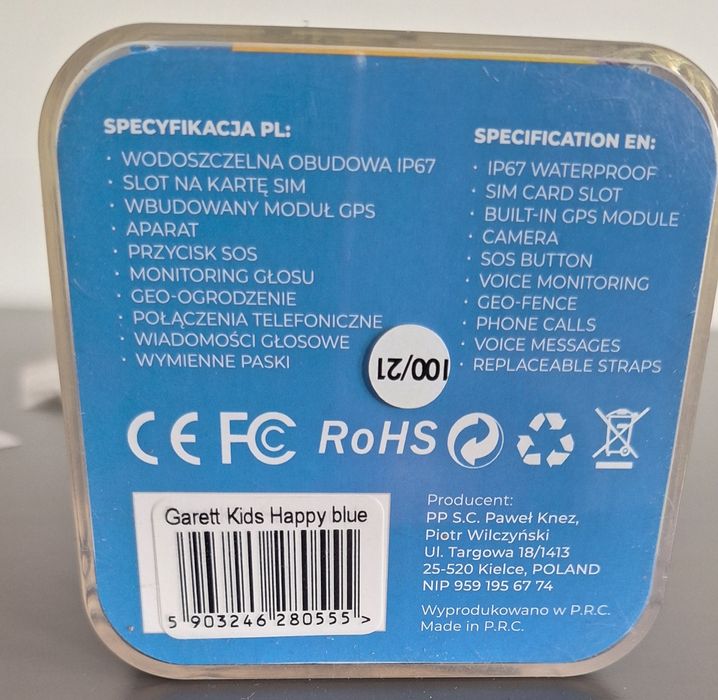 SPECYFIKACJA PL:
· WODOSZCZELNA OBUDOWA IP67
· SLOT NA KARTĘ SIM
· WBUDOWANY MODUŁ GPS
· APARAT
· PRZYCISK SOS
· MONITORING GŁOSU
· GEO-OGRODZENIE
· POŁĄCZENIA TELEFONICZNE
· WIADOMOŚCI GŁOSOWE
· WYMIENNE PASKI
SPECIFICATION EN:
· IP67 WATERPROOF
· SIM CARD SLOT
· BUILT-IN GPS MODULE
· CAMERA
· SOS BUTTON
· VOICE MONITORING
· GEO-FENCE
· PHONE CALLS
· VOICE MESSAGES
· REPLACEABLE STRAPS
100/21
CE FC RoHS
Garett Kids Happy blue
5 903246 280555 >
Producent:
PP S.C. Paweł Knez,
Piotr Wilczyński
Ul. Targowa 18/1413
25-520 Kielce, POLAND
NIP 959 195 67 74
Wyprodukowano w P.R.C.
Made in P.R.C.